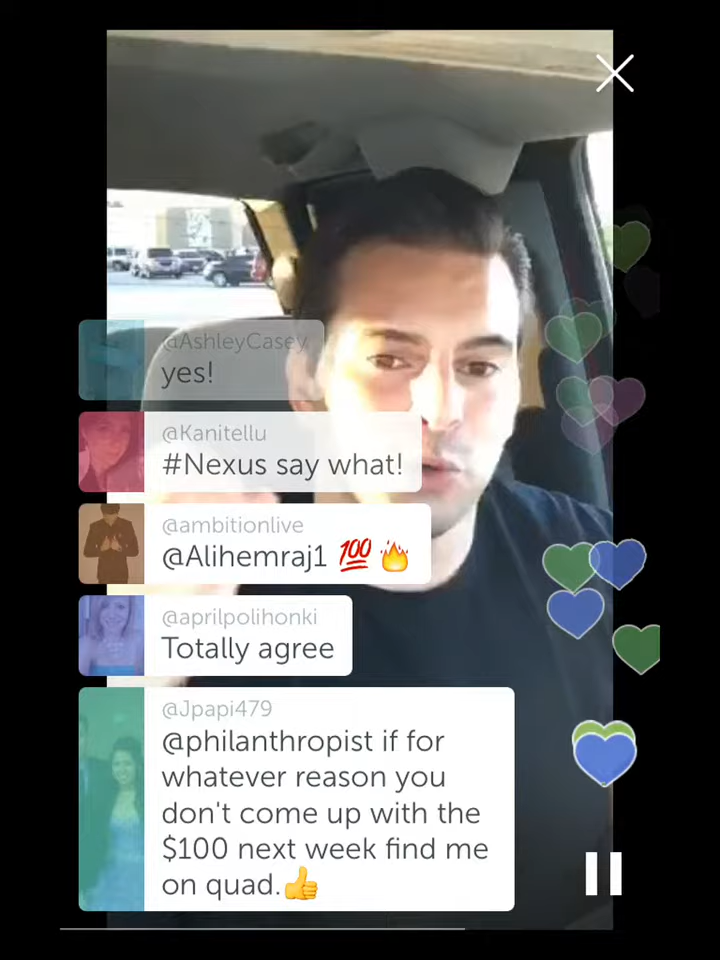 @AshleyCasey
yes!
@Kanitellu
#Nexus say what!
@ambitionlive
@Alihemraj1 💯 🔥
@aprilpolihonki
Totally agree
@Jpapi479
@philanthropist if for
whatever reason you
don't come up with the
$100 next week find me
on quad.👍